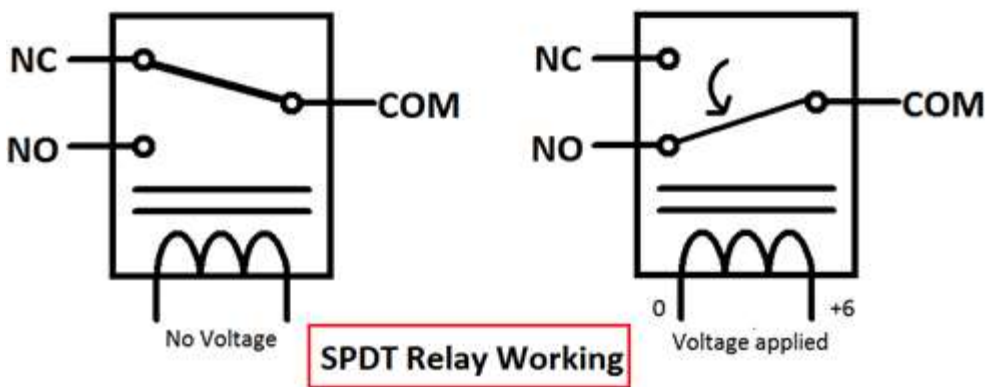 NC
COM
NO
No Voltage
NC
COM
NO
0
+6
Voltage applied
SPDT Relay Working